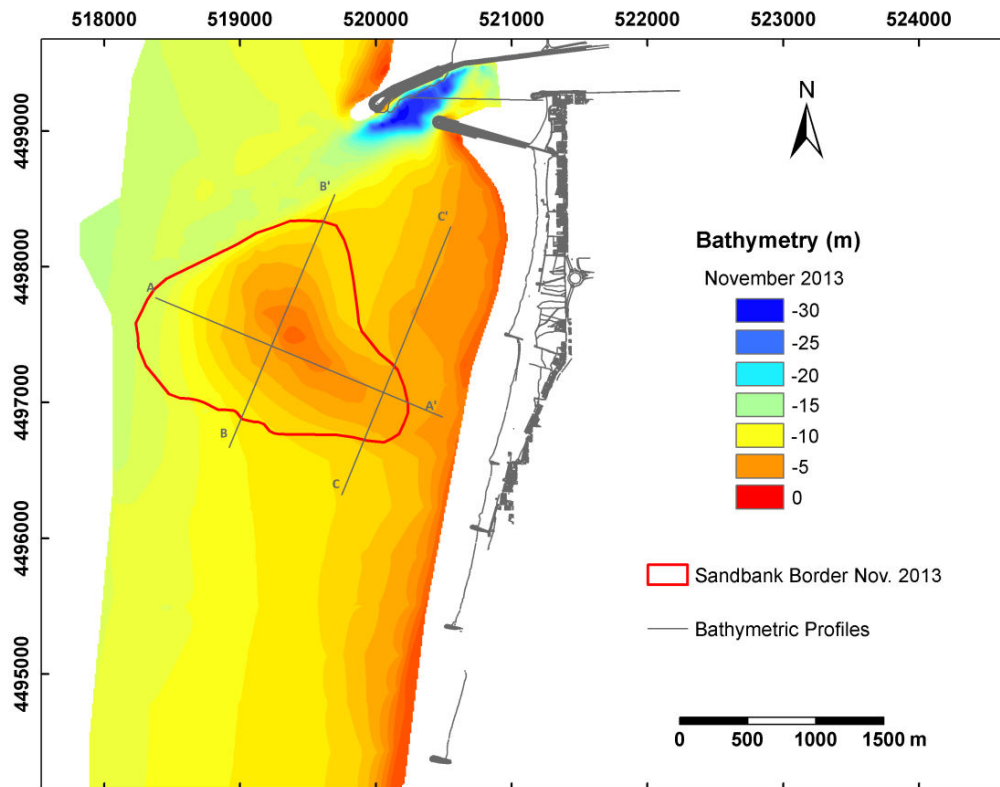 518000 519000 520000 521000 522000 523000 524000
4499000
4498000
4497000
4496000
4495000
B'
C'
A
A'
B
C
N
Bathymetry (m)
November 2013
-30
-25
-20
-15
-10
-5
0
Sandbank Border Nov. 2013
Bathymetric Profiles
0 500 1000 1500 m